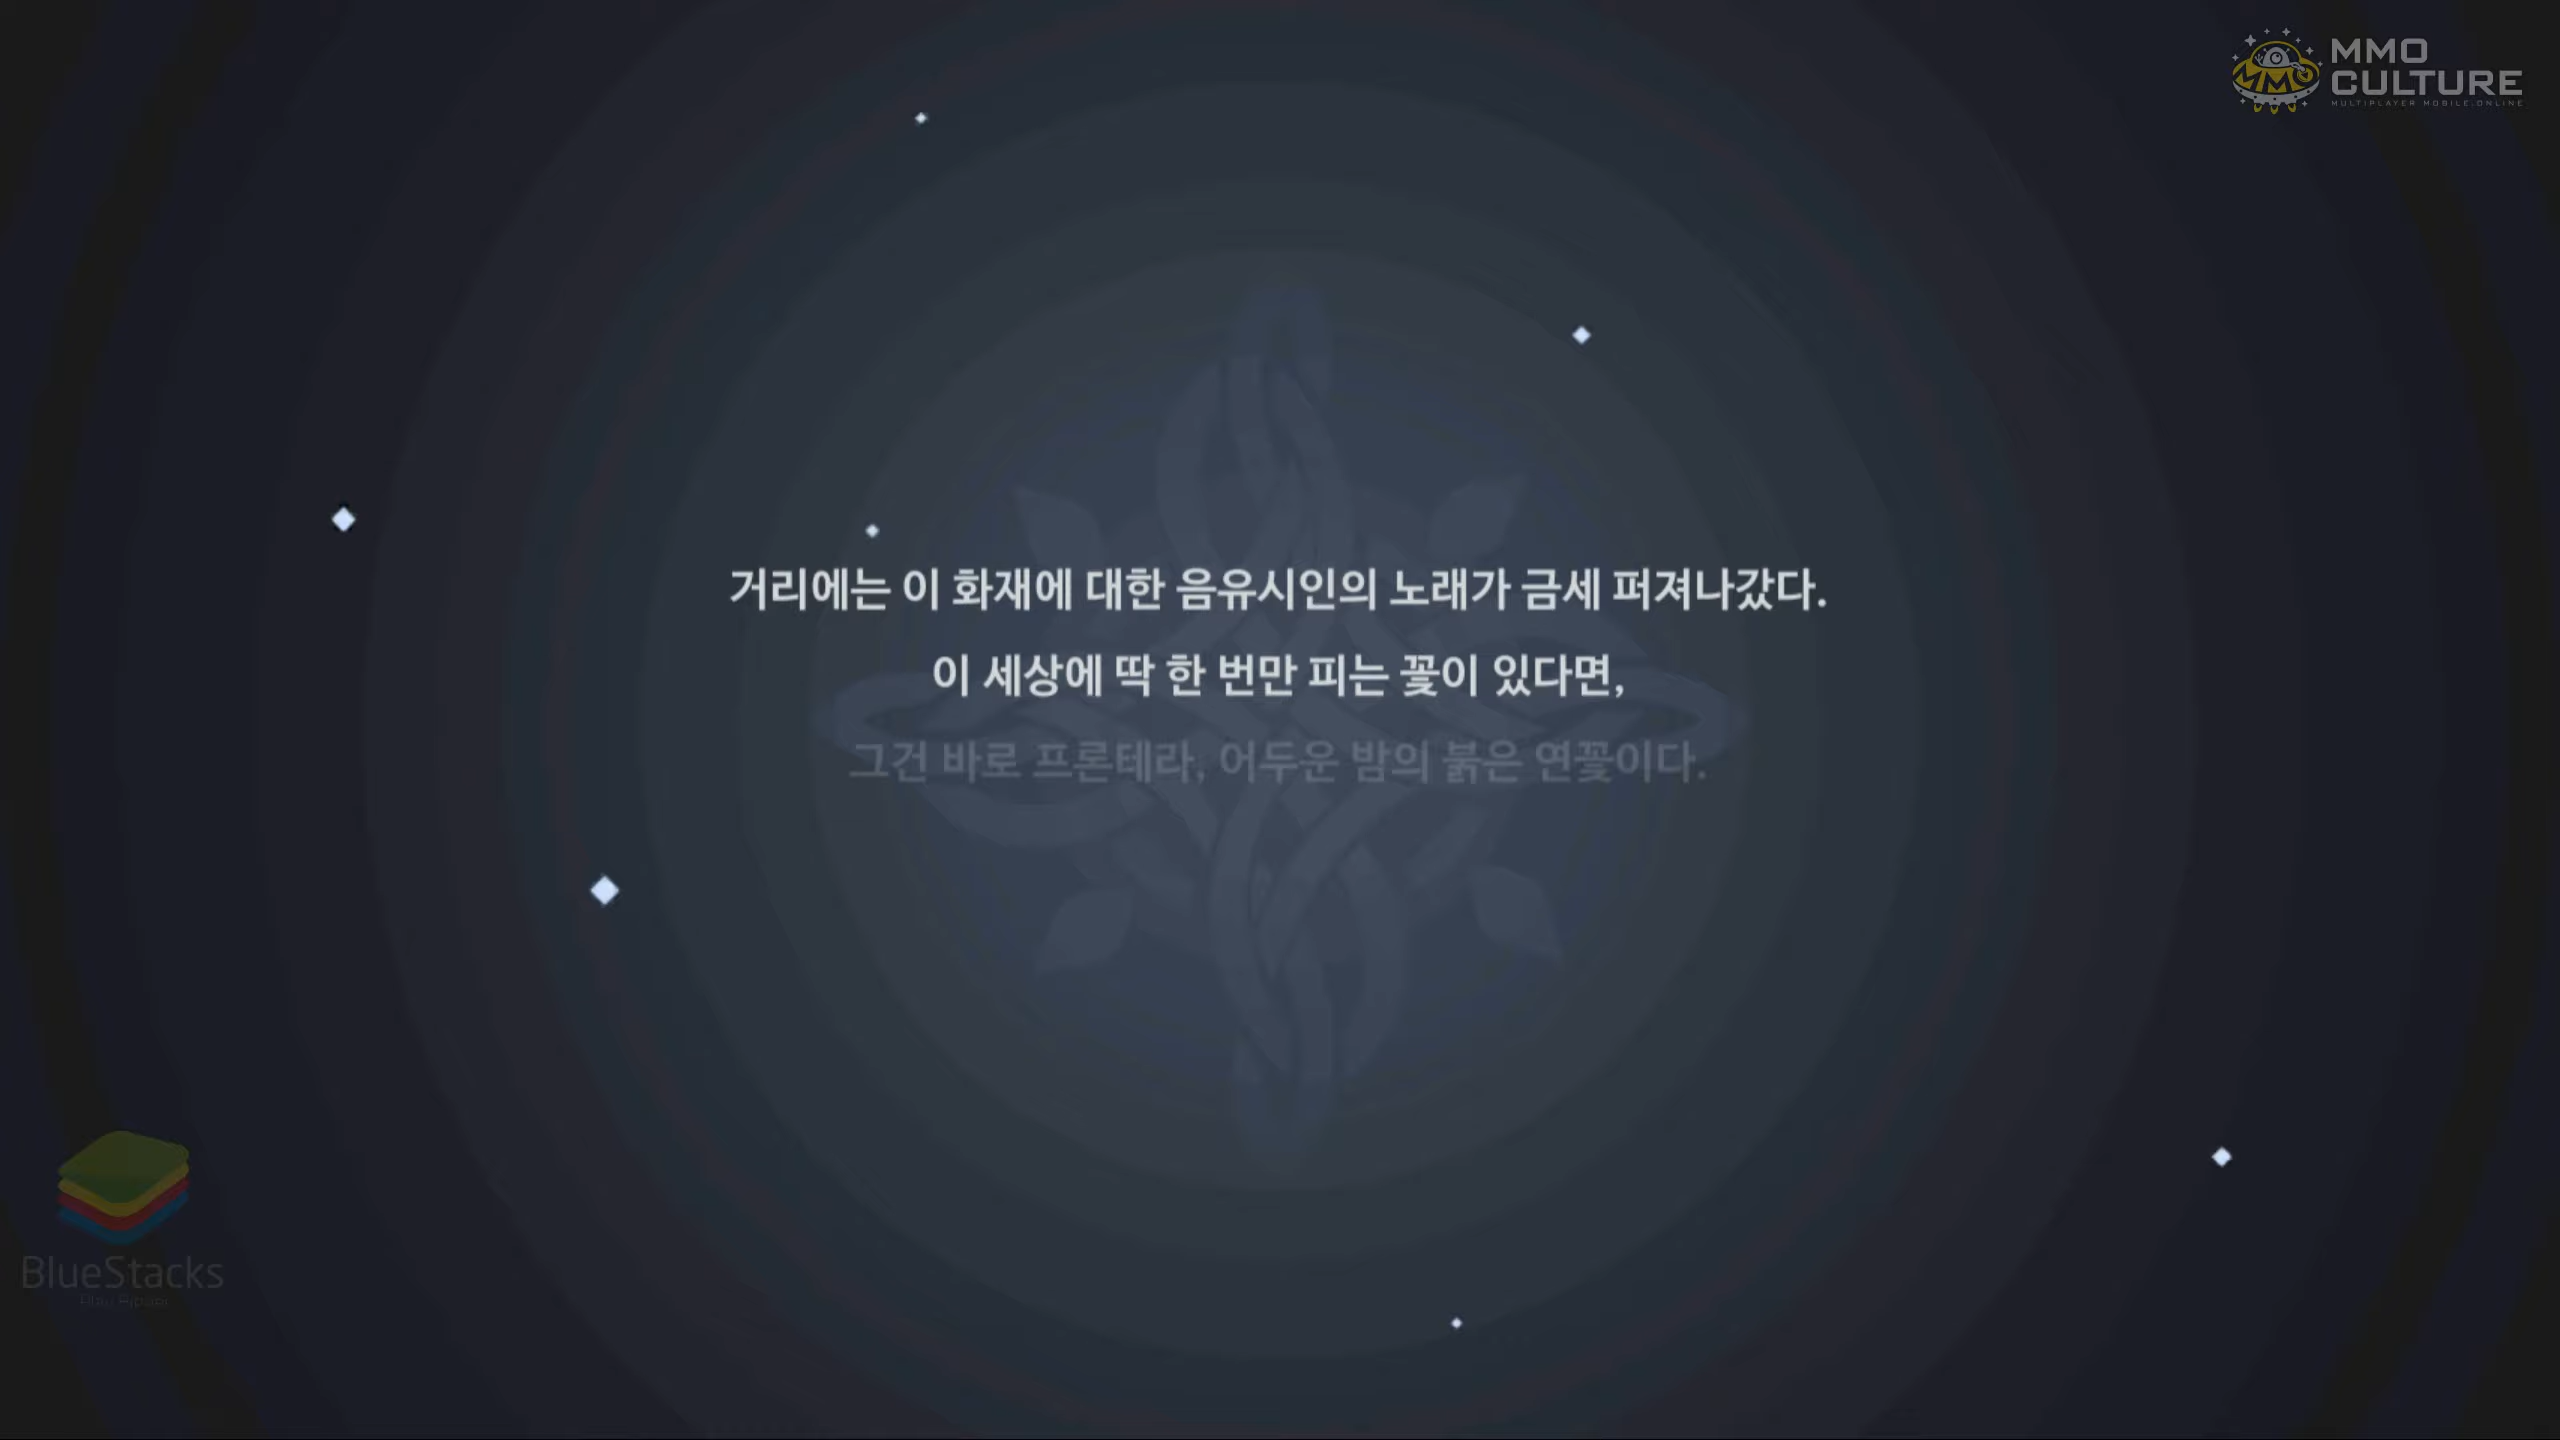 MMO
CULTURE
MULTIPLAYER MOBILE.ONLINE
거리에는 이 화재에 대한 음유시인의 노래가 금세 퍼져나갔다.
이 세상에 딱 한 번만 피는 꽃이 있다면,
그건 바로 프론테라, 어두운 밤의 붉은 연꽃이다.
BlueStacks